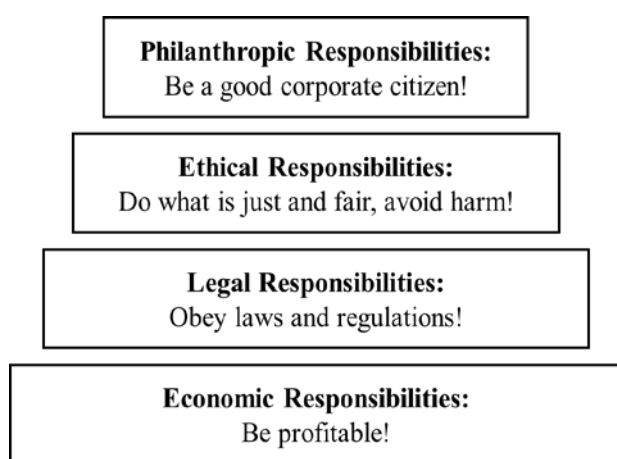 Philanthropic Responsibilities:
Be a good corporate citizen!
Ethical Responsibilities:
Do what is just and fair, avoid harm!
Legal Responsibilities:
Obey laws and regulations!
Economic Responsibilities:
Be profitable!